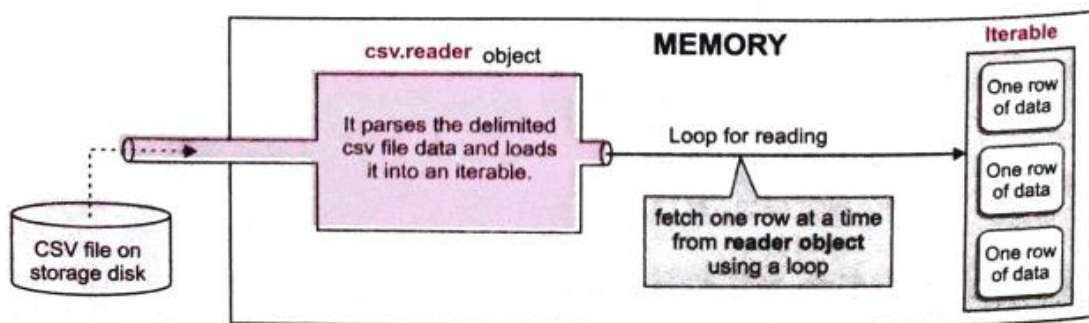 MEMORY
csv.reader object
It parses the delimited
csv file data and loads
it into an iterable.
CSV file on
storage disk
Loop for reading
fetch one row at a time
from reader object
using a loop
Iterable
One row
of data
One row
of data
One row
of data